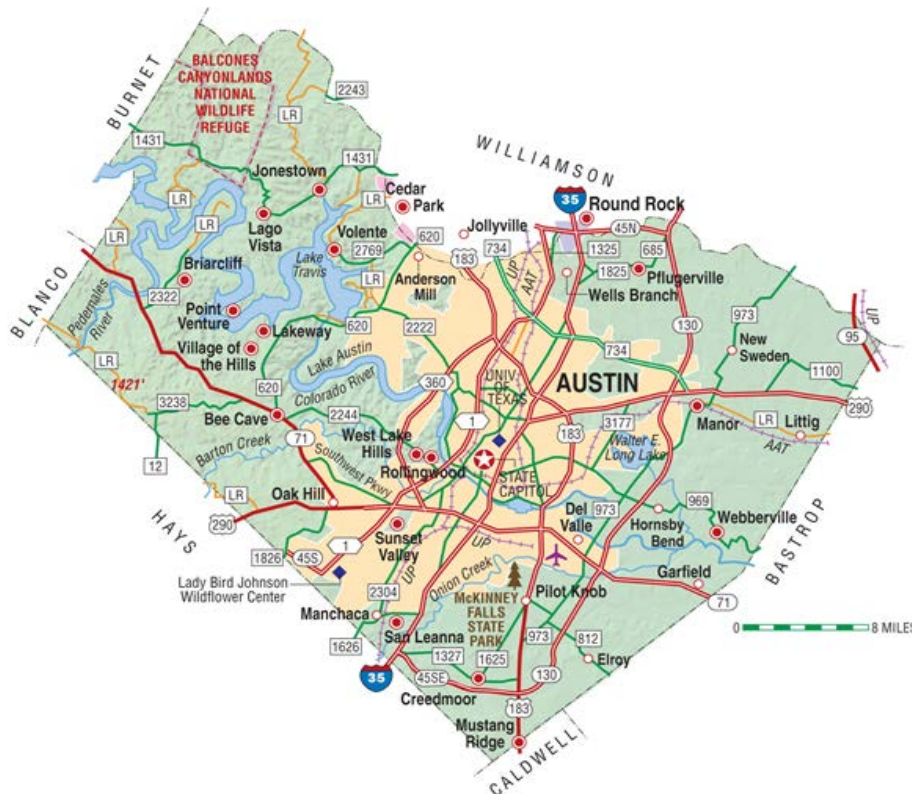 BALCONES
CANYONLANDS
NATIONAL
WILDLIFE
REFUGE
BURNET
2243
LR
1431
WILLIAMSON
Jonestown
1431
35
LR
LR
Cedar
Park
Round Rock
45N
LR
LR
Lago
Vista
Volente
620
Jollyville
183
734
1325
685
2769
Lake
Travis
UP
AAT
1825
Pflugerville
Briarcliff
LR
Anderson
Mill
Wells Branch
BLANCO
2322
Pedernales
River
Point
Venture
Lakeway
620
2222
130
973
95
UP
Village of
the Hills
734
New
Sweden
LR
1421'
Lake Austin
360
UNIV.
OF
TEXAS
AUSTIN
1100
620
Colorado River
290
3238
Bee Cave
2244
1
183
3177
Manor
LR
Littig
71
West Lake
Hills
Walter E.
Long Lake
AAT
Barton Creek
12
Southwest Pkwy
Rollingwood
STATE
CAPITOL
LR
Oak Hill
973
969
290
Del
Valle
Hornsby
Bend
Webberville
HAYS
Sunset
Valley
UP
BASTROP
1826
45S
1
Lady Bird Johnson
Wildflower Center
2304
UP
Onion Creek
Garfield
71
Manchaca
McKINNEY
FALLS
STATE
PARK
Pilot Knob
0
8 MILES
1626
San Leanna
973
812
1327
1625
Elroy
35
45SE
130
Creedmoor
183
Mustang
Ridge
CALDWELL